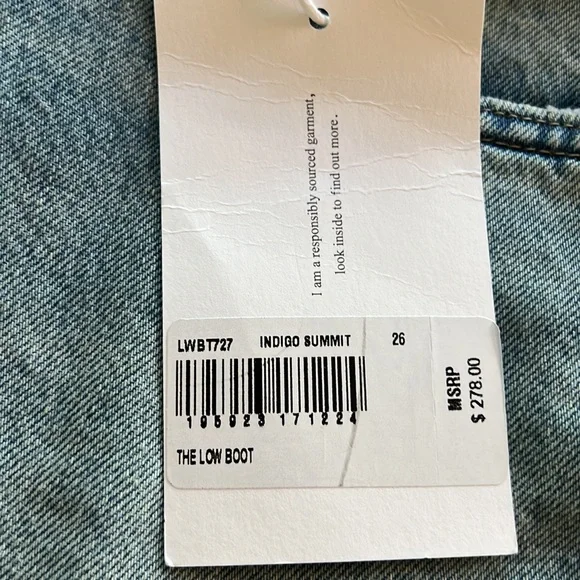 I am a responsibly sourced garment,
look inside to find out more.
LWBT727 INDIGO SUMMIT 26
195923 171224
THE LOW BOOT
MSRP
$ 278.00